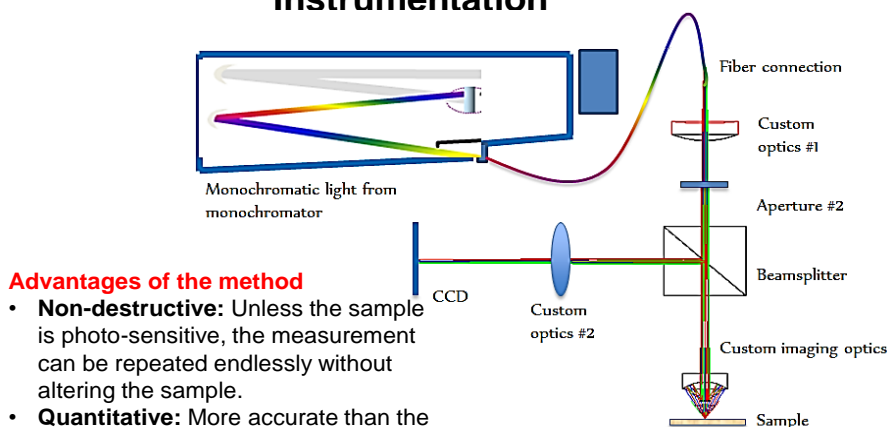 Instrumentation
Fiber connection
Custom
optics #1
Monochromatic light from
monochromator
Aperture #2
Beamsplitter
CCD
Custom
optics #2
Custom imaging optics
Sample
Advantages of the method
• Non-destructive: Unless the sample
is photo-sensitive, the measurement
can be repeated endlessly without
altering the sample.
• Quantitative: More accurate than the